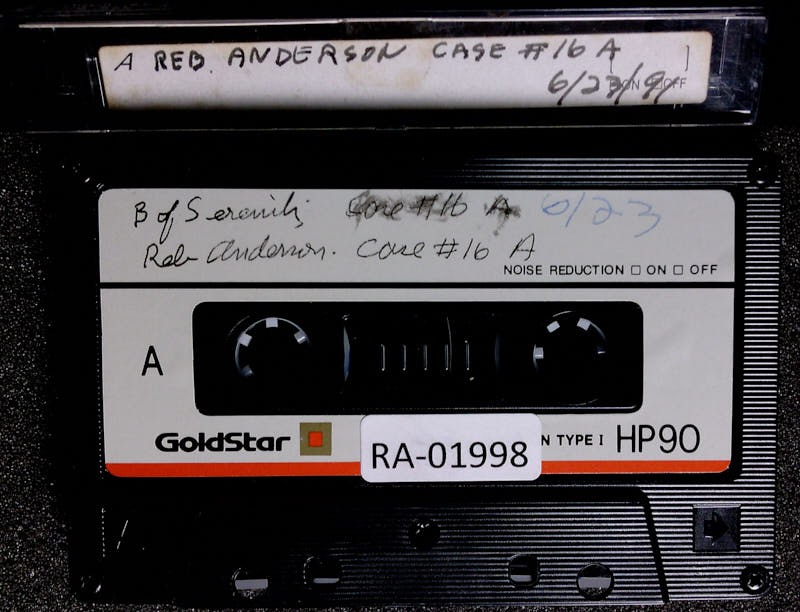 A REB. ANDERSON CASE #16 A
6/23/91
ON OFF
B of Serenity Case #16 A 6/23
Reb Anderson. Case #16 A
NOISE REDUCTION □ ON □ OFF
A
GoldStar
RA-01998
N TYPE I HP90